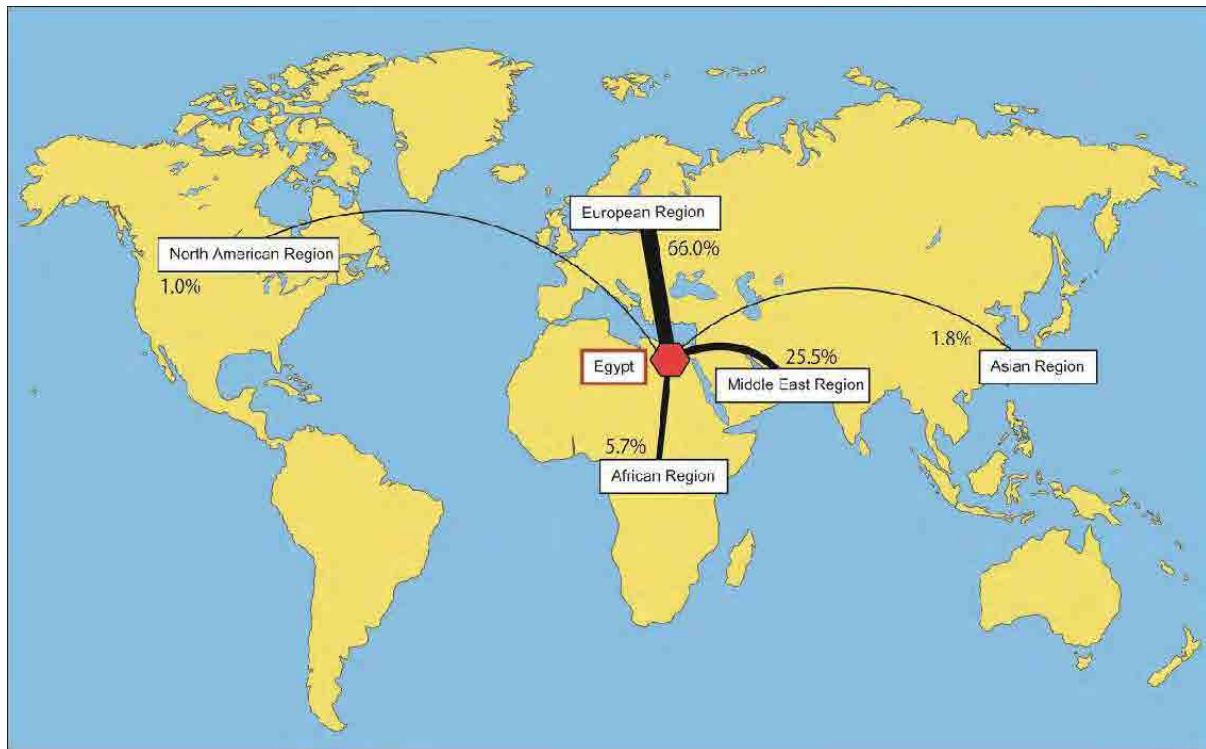 European Region
66.0%
North American Region
1.0%
Egypt
25.5%
Middle East Region
1.8%
Asian Region
5.7%
African Region